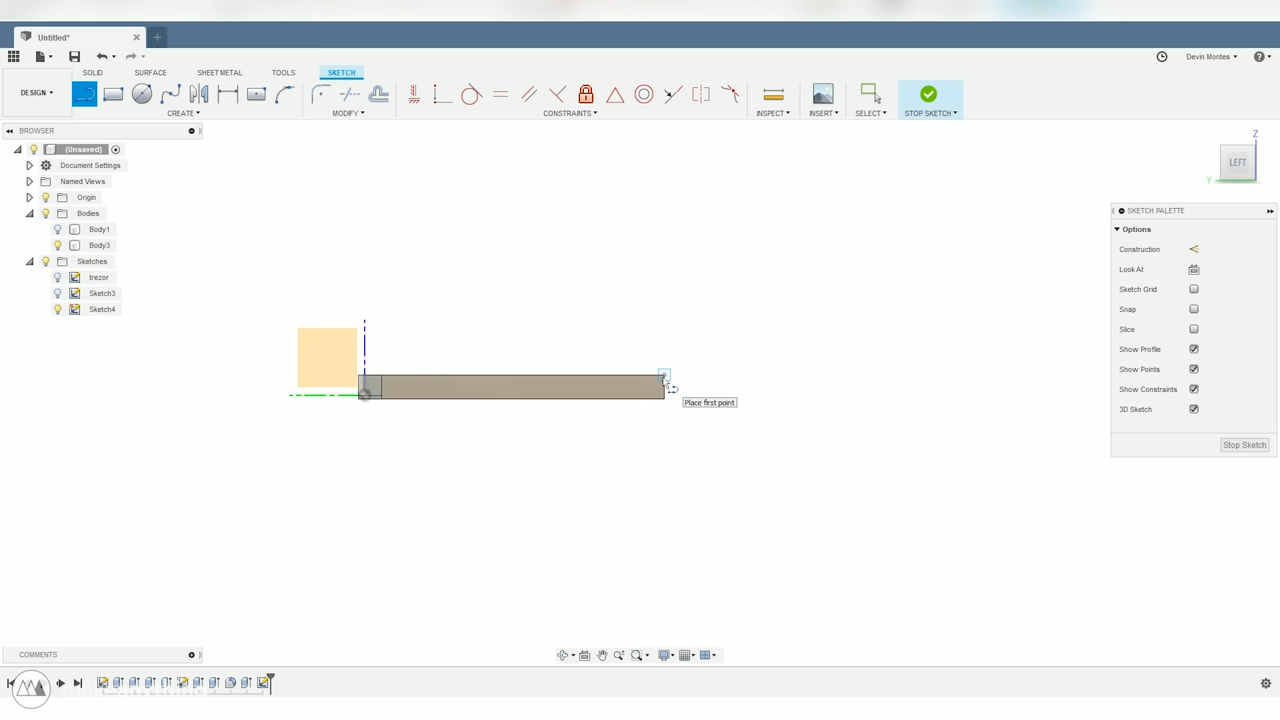 Untitled*
Devin Montes
SOLID SURFACE SHEET METAL TOOLS SKETCH
DESIGN
CREATE MODIFY CONSTRAINTS INSPECT INSERT SELECT STOP SKETCH
BROWSER
(Unsaved)
Document Settings
Named Views
Origin
Bodies
Body1
Body3
Sketches
trezor
Sketch3
Sketch4
Z
LEFT
Y
SKETCH PALETTE
Options
Construction
Look At
Sketch Grid
Snap
Slice
Show Profile
Show Points
Show Constraints
3D Sketch
Stop Sketch
Place first point
COMMENTS